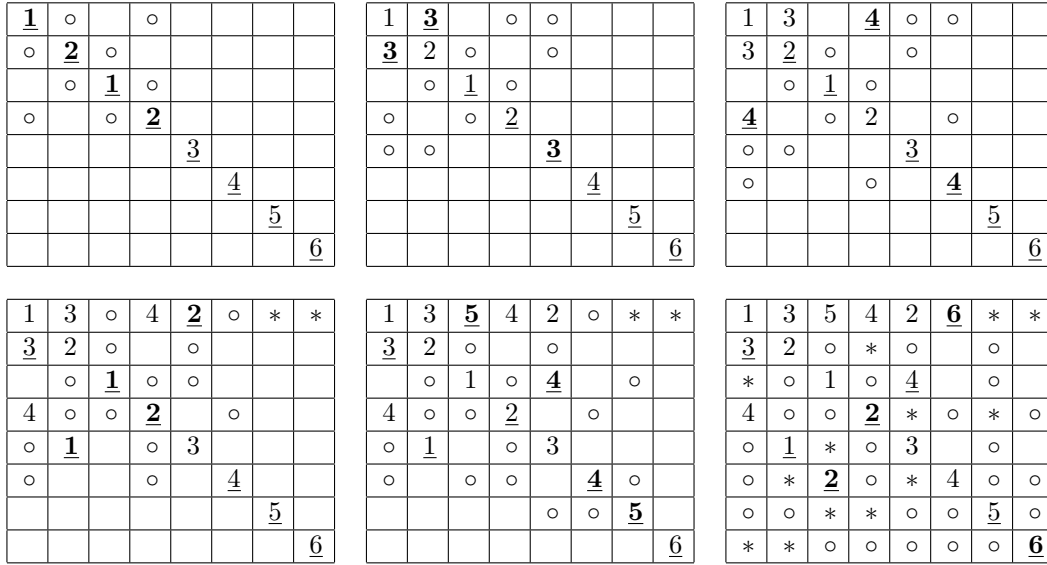 1 ○ ○
○ 2 ○
○ 1 ○
○ ○ 2
3
4
5
6
1 3 ○ ○
3 2 ○ ○
○ 1 ○
○ ○ 2
○ ○ 3
4
5
6
1 3 4 ○ ○
3 2 ○ ○
○ 1 ○
4 ○ 2 ○
○ ○ 3
○ ○ 4
5
6
1 3 ○ 4 2 ○ * *
3 2 ○ ○
○ 1 ○ ○
4 ○ ○ 2 ○
○ 1 ○ 3
○ ○ 4
5
6
1 3 5 4 2 ○ * *
3 2 ○ ○
○ 1 ○ 4 ○
4 ○ ○ 2 ○
○ 1 ○ 3
○ ○ ○ 4 ○
○ ○ 5
6
1 3 5 4 2 6 * *
3 2 ○ * ○ ○
* ○ 1 ○ 4 ○
4 ○ ○ 2 * ○ * ○
○ 1 * ○ 3 ○
○ * 2 ○ * 4 ○ ○
○ ○ * * ○ ○ 5 ○
* * ○ ○ ○ ○ ○ 6